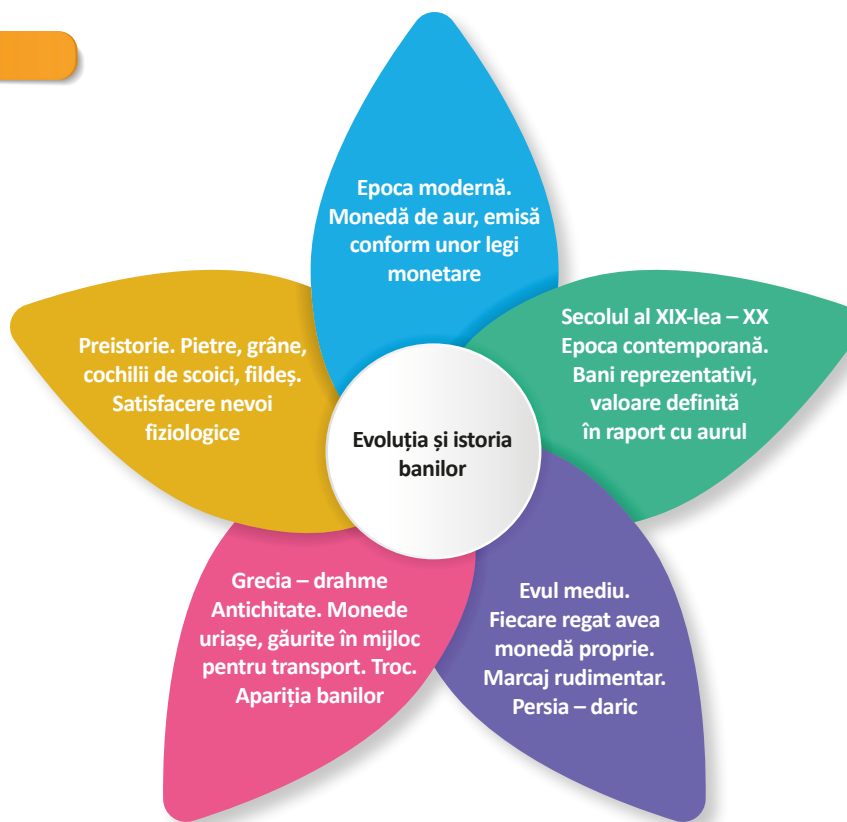 Epoca modernă.
Monedă de aur, emisă
conform unor legi
monetare
Secolul al XIX-lea – XX
Epoca contemporană.
Bani reprezentativi,
valoare definită
în raport cu aurul
Preistorie. Pietre, grâne,
cochilii de scoici, fildeș.
Satisfacere nevoi
fiziologice
Evoluția și istoria
banilor
Grecia – drahme
Antichitate. Monede
uriașe, găurite în mijloc
pentru transport. Troc.
Apariția banilor
Evul mediu.
Fiecare regat avea
monedă proprie.
Marcaj rudimentar.
Persia – daric